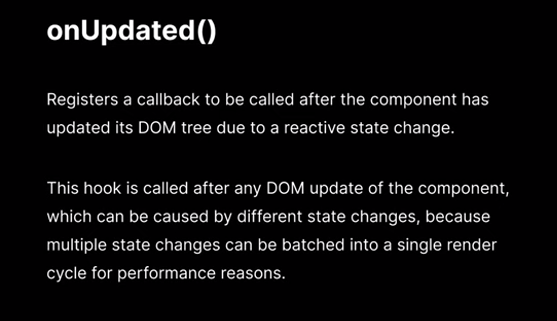 onUpdated()
Registers a callback to be called after the component has
updated its DOM tree due to a reactive state change.
This hook is called after any DOM update of the component,
which can be caused by different state changes, because
multiple state changes can be batched into a single render
cycle for performance reasons.